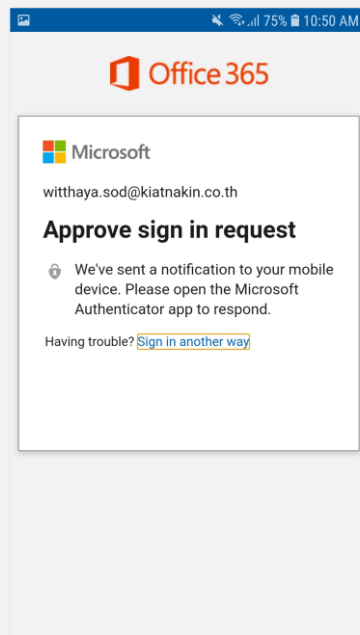 75% 10:50 AM
Office 365
Microsoft
witthaya.sod@kiatnakin.co.th
Approve sign in request
We've sent a notification to your mobile
device. Please open the Microsoft
Authenticator app to respond.
Having trouble? Sign in another way